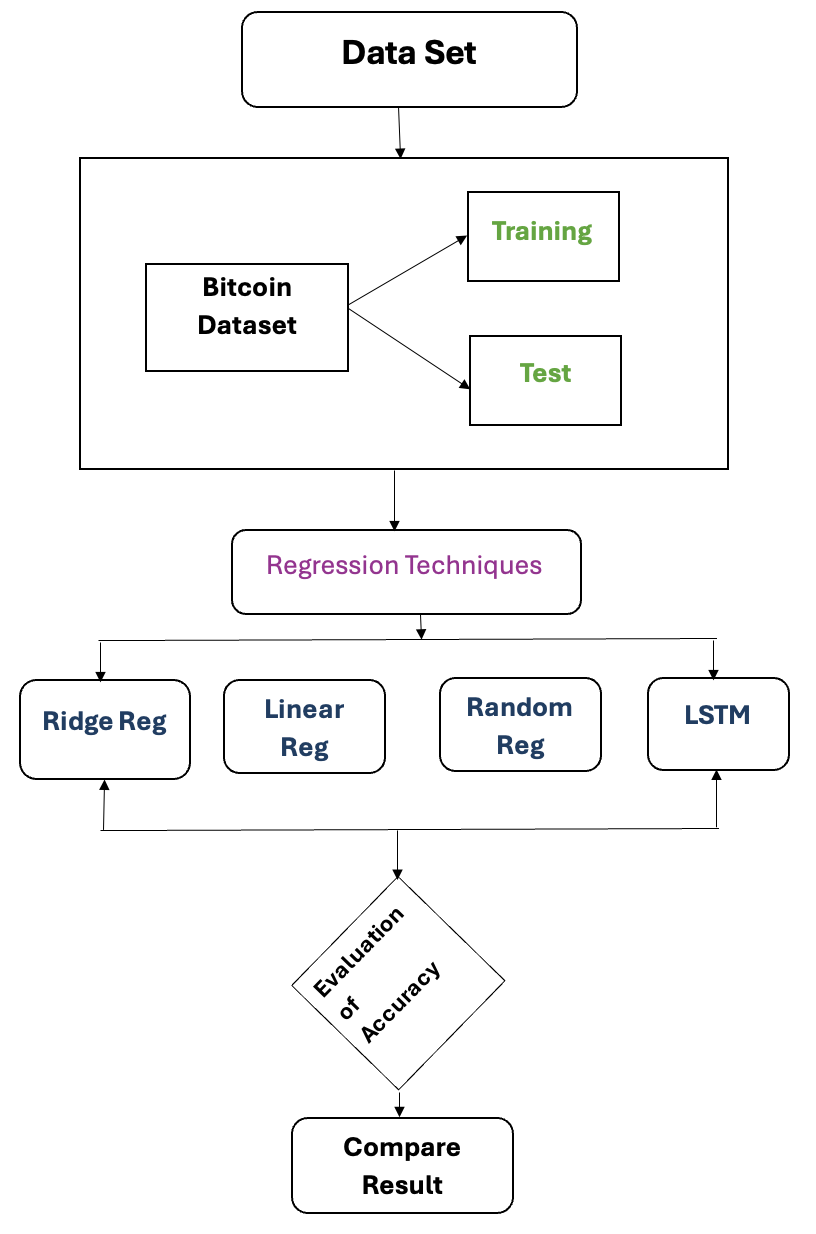 Data Set
Training
Bitcoin
Dataset
Test
Regression Techniques
Ridge Reg
Linear
Reg
Random
Reg
LSTM
Evaluation
of
Accuracy
Compare
Result